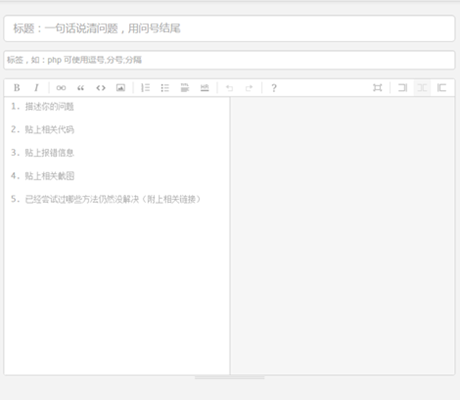 标题：一句话说清问题，用问号结尾
标签，如：php 可使用逗号,分号;分隔
B I “ <> ?
1. 描述你的问题
2. 贴上相关代码
3. 贴上报错信息
4. 贴上相关截图
5. 已经尝试过哪些方法仍然没解决（附上相关链接）